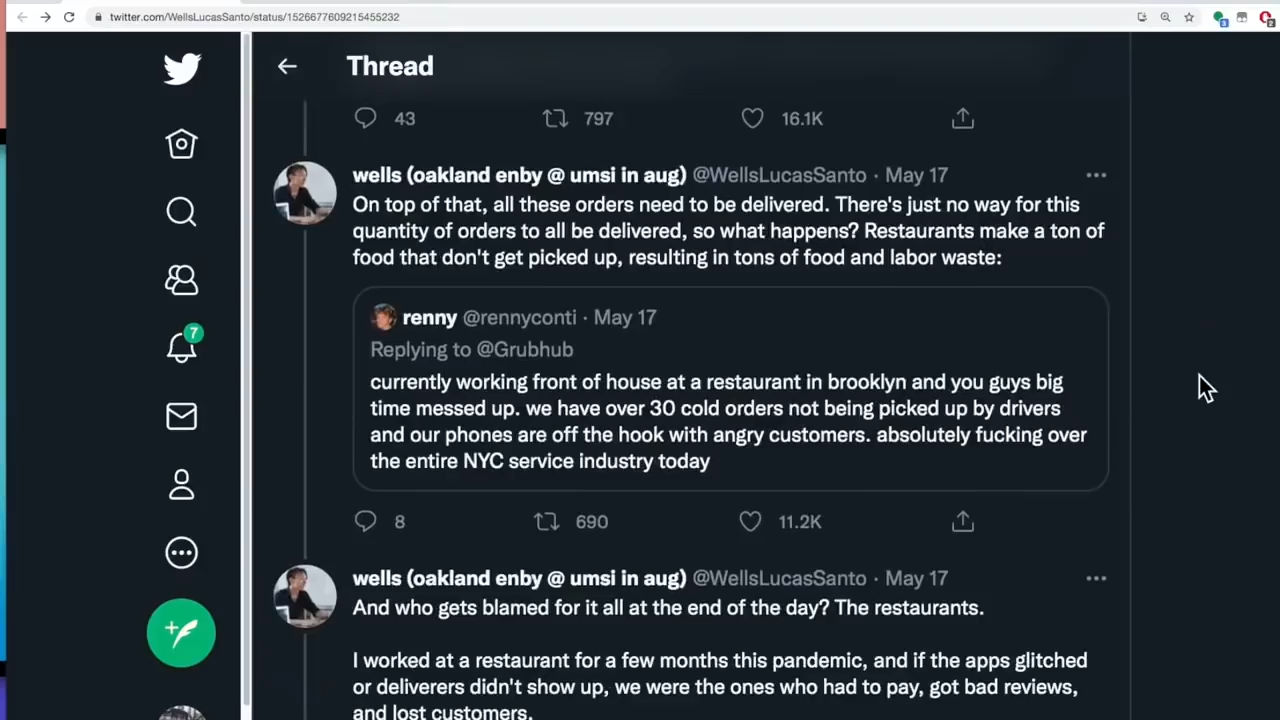 twitter.com/WellsLucasSanto/status/1526677609215455232
Thread
43 797 16.1K
wells (oakland enby @ umsi in aug) @WellsLucasSanto · May 17
On top of that, all these orders need to be delivered. There's just no way for this
quantity of orders to all be delivered, so what happens? Restaurants make a ton of
food that don't get picked up, resulting in tons of food and labor waste:
renny @rennyconti · May 17
Replying to @Grubhub
currently working front of house at a restaurant in brooklyn and you guys big
time messed up. we have over 30 cold orders not being picked up by drivers
and our phones are off the hook with angry customers. absolutely fucking over
the entire NYC service industry today
7
8 690 11.2K
wells (oakland enby @ umsi in aug) @WellsLucasSanto · May 17
And who gets blamed for it all at the end of the day? The restaurants.
I worked at a restaurant for a few months this pandemic, and if the apps glitched
or deliverers didn't show up, we were the ones who had to pay, got bad reviews,
and lost customers.